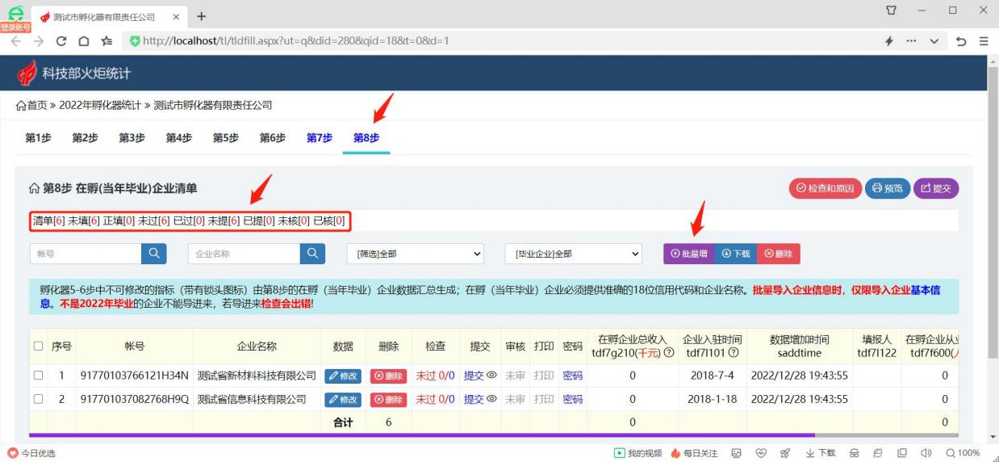 测试市孵化器有限责任公司
登录账号
http://localhost/tl/tldfill.aspx?ut=q&did=280&qid=18&t=0&d=1
科技部火炬统计
首页 » 2022年孵化器统计 » 测试市孵化器有限责任公司
第1步 第2步 第3步 第4步 第5步 第6步 第7步 第8步
第8步 在孵(当年毕业)企业清单 检查和原因 预览 提交
清单[6] 未填[6] 正填[0] 未过[6] 已过[0] 未提[6] 已提[0] 未核[0] 已核[0]
帐号 企业名称 [筛选]全部 [毕业企业]全部 批量增 下载 删除
孵化器5-6步中不可修改的指标（带有锁头图标）由第8步的在孵（当年毕业）企业数据汇总生成；在孵（当年毕业）企业必须提供准确的18位信用代码和企业名称。批量导入企业信息时，仅限导入企业基本信
息。不是2022年毕业的企业不能导进来，若导进来检查会出错!
序号 帐号 企业名称 数据 删除 检查 提交 审核 打印 密码 在孵企业总收入 企业入驻时间 数据增加时间 填报人 在孵企业从
tdf7g210(千元) tdf7l101 saddtime tdf7l122 tdf7f600(
1 91770103766121H34N 测试省新材料科技有限公司 修改 删除 未过 0/0 提交 未审 打印 密码 0 2018-7-4 2022/12/28 19:43:55 0
2 917701037082768H9Q 测试省信息科技有限公司 修改 删除 未过 0/0 提交 未审 打印 密码 0 2018-1-18 2022/12/28 19:43:55 0
合计 6 0 0
今日优选 我的视频 每日关注 下载 100%